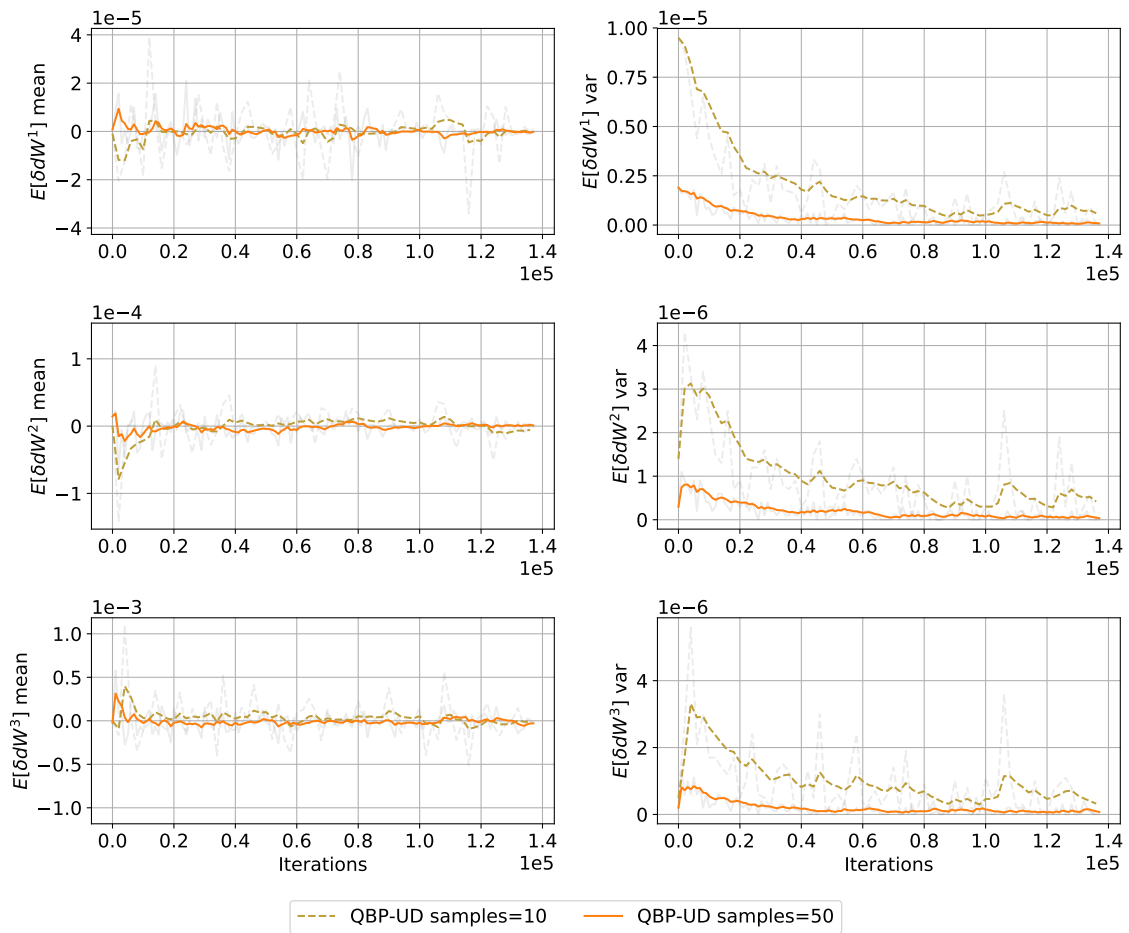 1e−5
E[δdW¹] mean
4
2
0
−2
−4
0.0 0.2 0.4 0.6 0.8 1.0 1.2 1.4
1e5
1e−5
E[δdW¹] var
1.00
0.75
0.50
0.25
0.00
0.0 0.2 0.4 0.6 0.8 1.0 1.2 1.4
1e5
1e−4
E[δdW²] mean
1
0
−1
0.0 0.2 0.4 0.6 0.8 1.0 1.2 1.4
1e5
1e−6
E[δdW²] var
4
3
2
1
0
0.0 0.2 0.4 0.6 0.8 1.0 1.2 1.4
1e5
1e−3
E[δdW³] mean
1.0
0.5
0.0
−0.5
−1.0
0.0 0.2 0.4 0.6 0.8 1.0 1.2 1.4
Iterations
1e5
1e−6
E[δdW³] var
4
2
0
0.0 0.2 0.4 0.6 0.8 1.0 1.2 1.4
Iterations
1e5
QBP-UD samples=10
QBP-UD samples=50